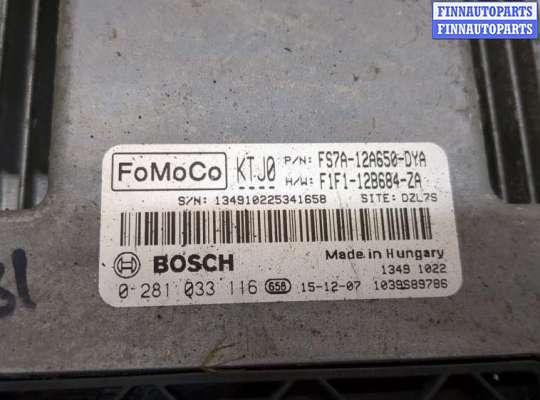 FINNAUTOPARTS
FINNAUTOPARTS
FoMoCo
KTJ0
P/N: FS7A-12A650-DYA
H/W: F1F1-12B684-ZA
S/N: 134910225341658
SITE: DZL7S
BOSCH
Made in Hungary
1349 1022
0 281 033 116 658 15-12-07 1039S89786